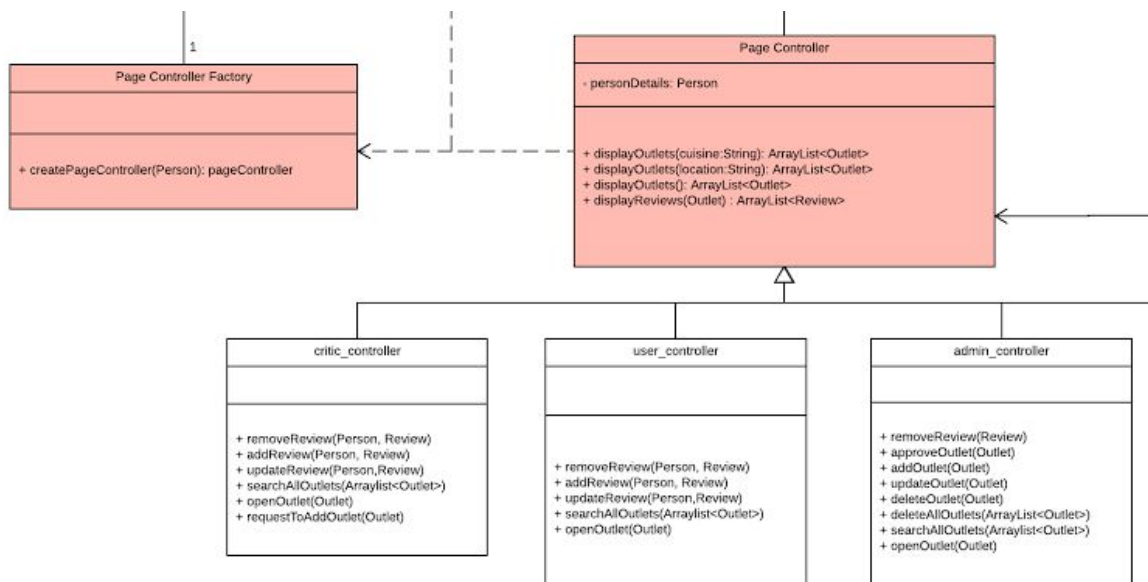 1
Page Controller Factory
+ createPageController(Person): pageController
Page Controller
- personDetails: Person
+ displayOutlets(cuisine:String): ArrayList<Outlet>
+ displayOutlets(location:String): ArrayList<Outlet>
+ displayOutlets(): ArrayList<Outlet>
+ displayReviews(Outlet) : ArrayList<Review>
critic_controller
+ removeReview(Person, Review)
+ addReview(Person, Review)
+ updateReview(Person,Review)
+ searchAllOutlets(Arraylist<Outlet>)
+ openOutlet(Outlet)
+ requestToAddOutlet(Outlet)
user_controller
+ removeReview(Person, Review)
+ addReview(Person, Review)
+ updateReview(Person,Review)
+ searchAllOutlets(Arraylist<Outlet>)
+ openOutlet(Outlet)
admin_controller
+ removeReview(Review)
+ approveOutlet(Outlet)
+ addOutlet(Outlet)
+ updateOutlet(Outlet)
+ deleteOutlet(Outlet)
+ deleteAllOutlets(ArrayList<Outlet>)
+ searchAllOutlets(Arraylist<Outlet>)
+ openOutlet(Outlet)